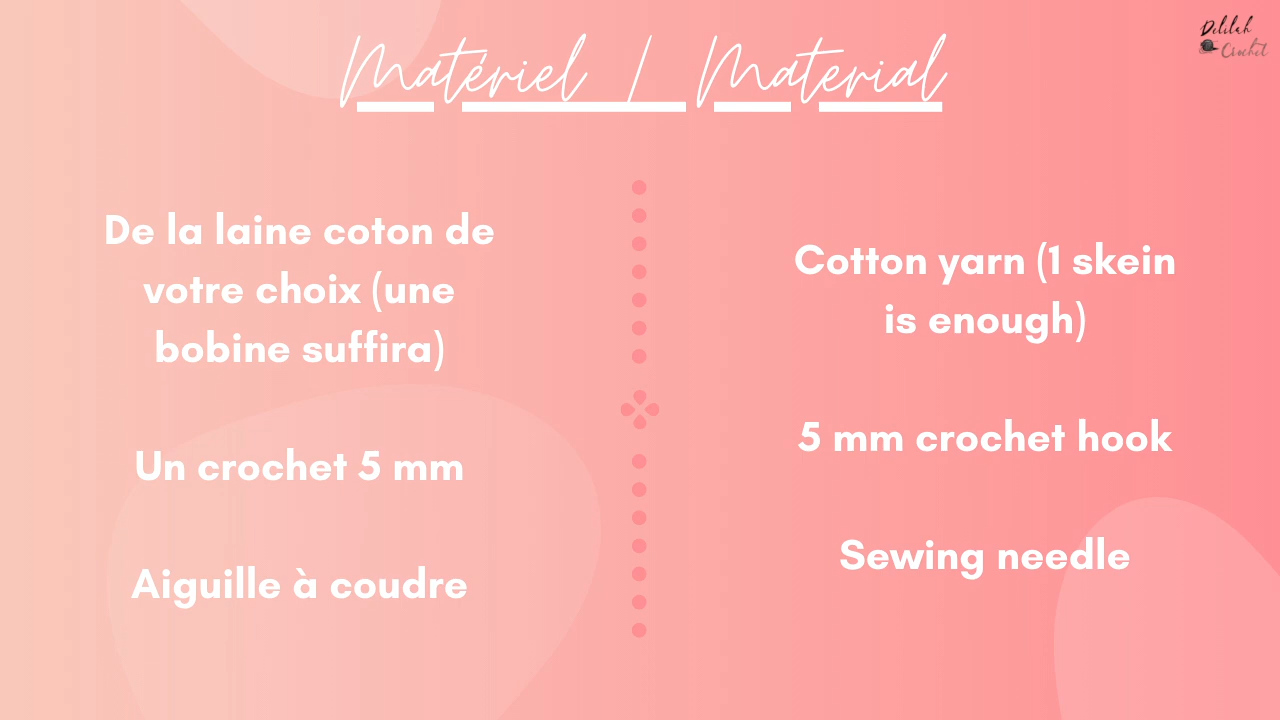 Matériel / Material
Delilah
Crochet
De la laine coton de
votre choix (une
bobine suffira)
Un crochet 5 mm
Aiguille à coudre
Cotton yarn (1 skein
is enough)
5 mm crochet hook
Sewing needle